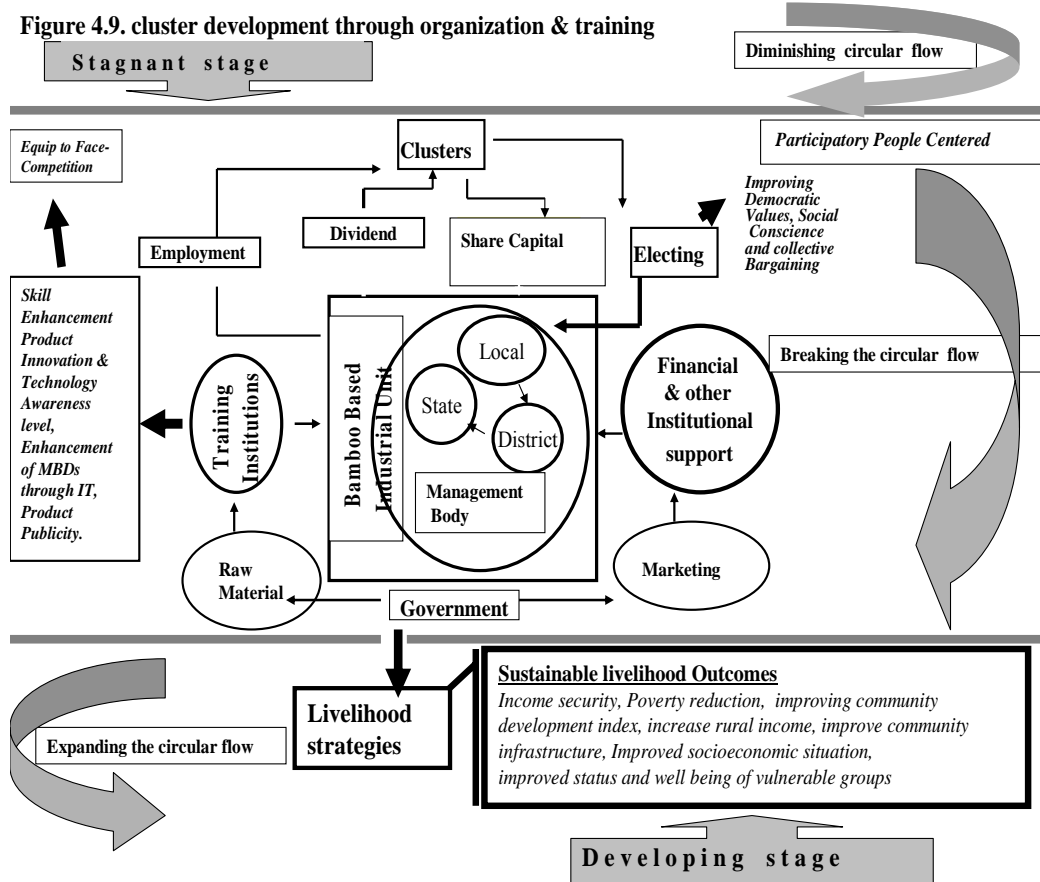 Figure 4.9. cluster development through organization & training
Stagnant stage
Diminishing circular flow
Equip to Face-
Competition
Clusters
Participatory People Centered
Improving
Democratic
Values, Social
Conscience
and collective
Bargaining
Dividend
Share Capital
Employment
Electing
Skill
Enhancement
Product
Innovation &
Technology
Awareness
level,
Enhancement
of MBDs
through IT,
Product
Publicity.
Training
Institutions
Bamboo Based
Industrial Unit
Local
State
District
Management
Body
Financial
& other
Institutional
support
Breaking the circular flow
Raw
Material
Marketing
Government
Expanding the circular flow
Livelihood
strategies
Sustainable livelihood Outcomes
Income security, Poverty reduction, improving community
development index, increase rural income, improve community
infrastructure, Improved socioeconomic situation,
improved status and well being of vulnerable groups
Developing stage